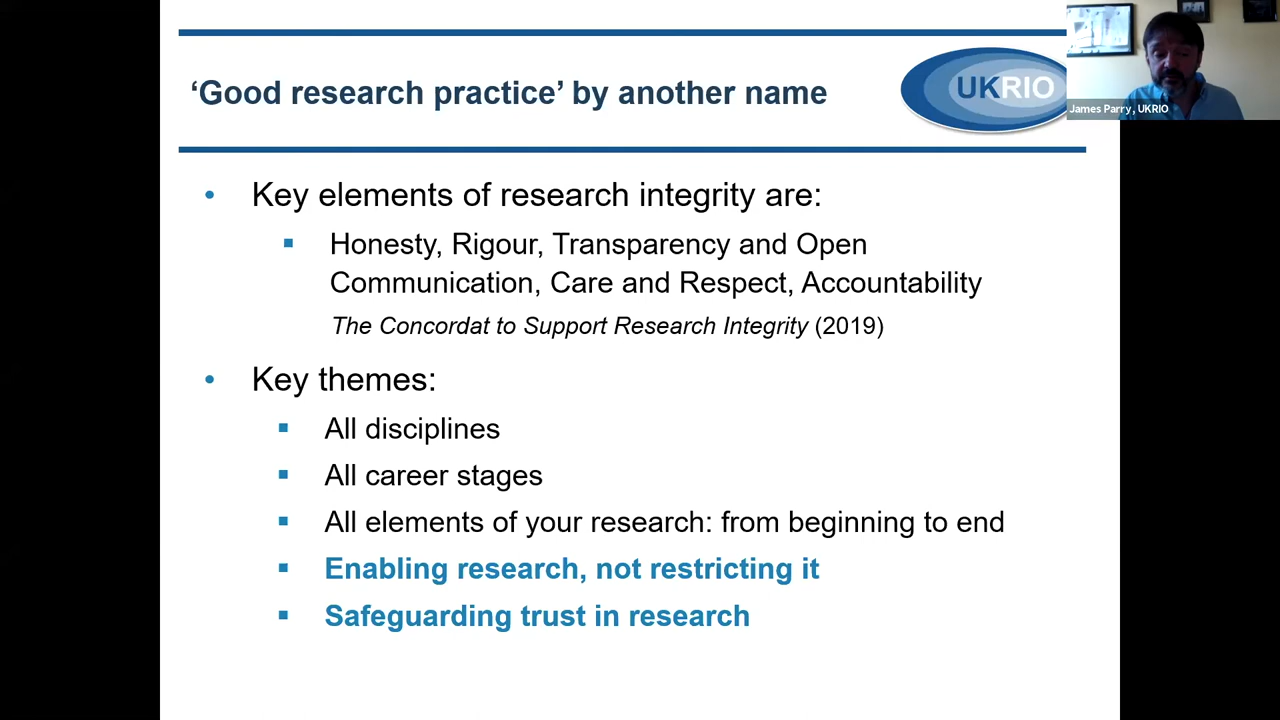 ‘Good research practice’ by another name
UKRIO
James Parry, UKRIO
• Key elements of research integrity are:
▪ Honesty, Rigour, Transparency and Open
Communication, Care and Respect, Accountability
The Concordat to Support Research Integrity (2019)
• Key themes:
▪ All disciplines
▪ All career stages
▪ All elements of your research: from beginning to end
▪ Enabling research, not restricting it
▪ Safeguarding trust in research